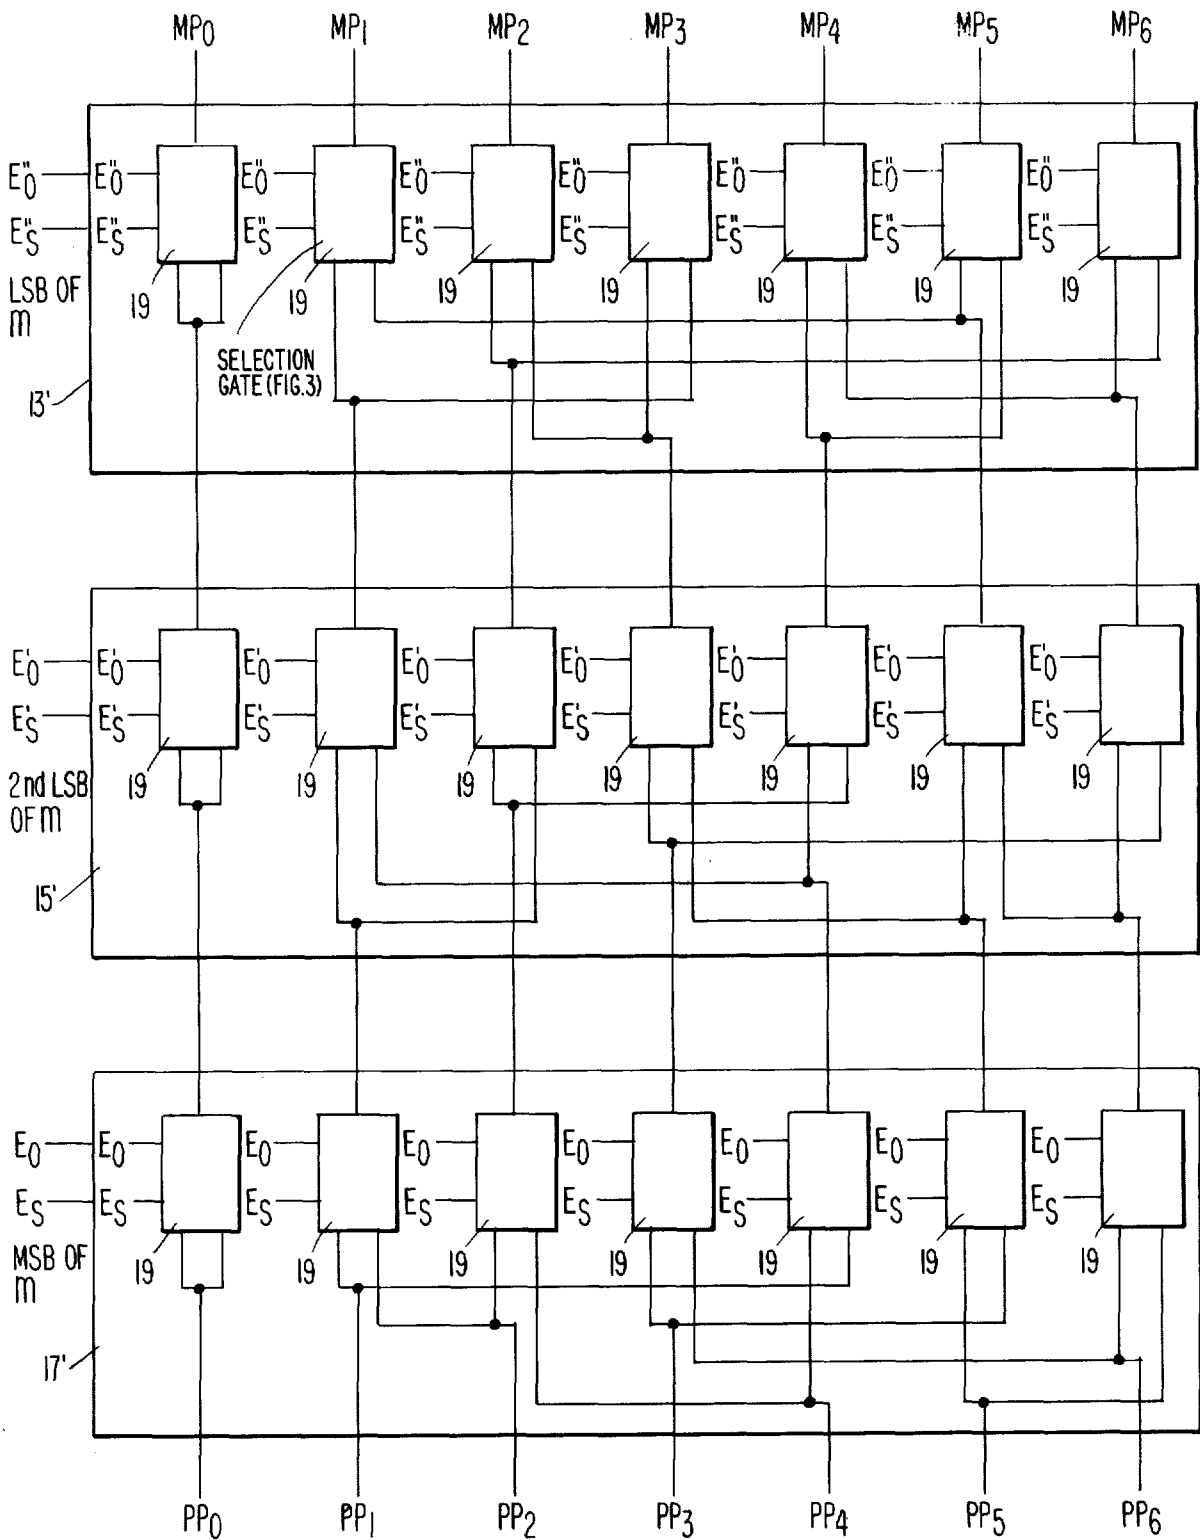 MP0 MP1 MP2 MP3 MP4 MP5 MP6
E"0 E"0 E"0 E"0 E"0 E"0 E"0 E"0
E"S E"S E"S E"S E"S E"S E"S E"S
19 19 19 19 19 19 19
LSB OF
m
SELECTION
GATE (FIG.3)
13'
E'0 E'0 E'0 E'0 E'0 E'0 E'0 E'0
E'S E'S E'S E'S E'S E'S E'S E'S
19 19 19 19 19 19 19
2nd LSB
OF m
15'
E0 E0 E0 E0 E0 E0 E0 E0
ES ES ES ES ES ES ES ES
19 19 19 19 19 19 19
MSB OF
m
17'
PP0 PP1 PP2 PP3 PP4 PP5 PP6